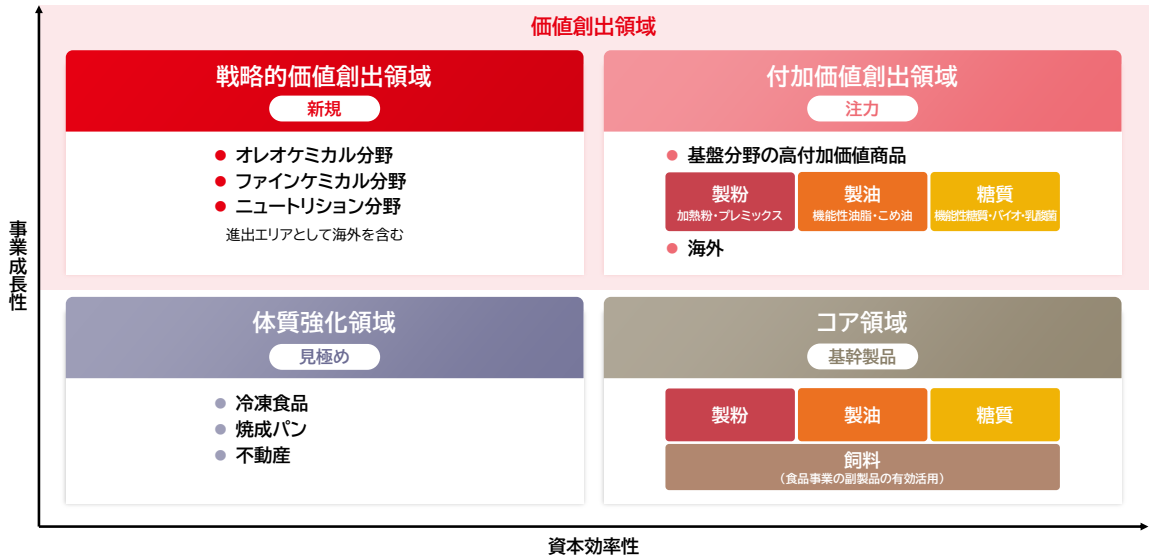 価値創出領域
事業成長性
戦略的価値創出領域
新規
オレオケミカル分野
ファインケミカル分野
ニュートリション分野
進出エリアとして海外を含む
付加価値創出領域
注力
基盤分野の高付加価値商品
製粉
加熱粉・プレミックス
製油
機能性油脂・こめ油
糖質
機能性糖質・バイオ・乳酸菌
海外
体質強化領域
見極め
冷凍食品
焼成パン
不動産
コア領域
基幹製品
製粉
製油
糖質
飼料
（食品事業の副製品の有効活用）
資本効率性